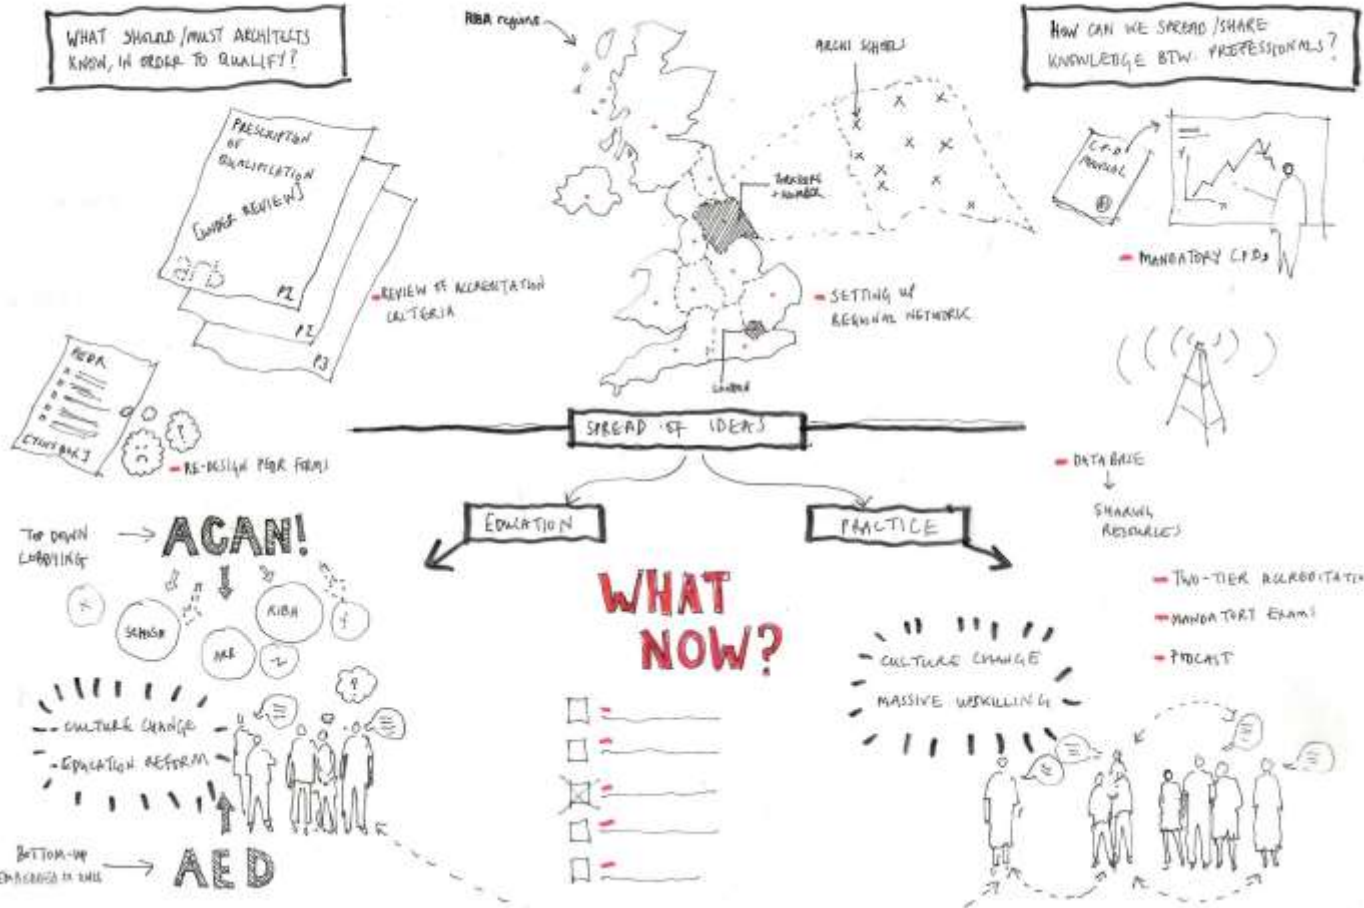 WHAT SHOULD/MUST ARCHITECTS
KNOW, IN ORDER TO QUALIFY?
PRESCRIPTION
OF
QUALIFICATION
[UNDER REVIEW]
arb
P1
P2
P3
REVIEW OF ACCREDITATION
CRITERIA
PEDR
RE-DESIGN PEDR FORMS
RIBA regions
ARCHI SCHOOLS
+ HUMBER
SETTING UP
REGIONAL NETWORK
LONDON
HOW CAN WE SPREAD/SHARE
KNOWLEDGE BTW. PROFESSIONALS?
C.P.D
MANUAL
MANDATORY C.P.Ds
DATABASE
SHARING
RESOURCES
SPREAD OF IDEAS
EDUCATION
PRACTICE
TOP DOWN
LOBBYING
ACAN!
SCHOSA
RIBA
ARB
CULTURE CHANGE
EDUCATION REFORM
BOTTOM-UP
AED
WHAT
NOW?
TWO-TIER ACCREDITATIO
MANDATORY EXAMS
PODCAST
CULTURE CHANGE
MASSIVE UPSKILLING